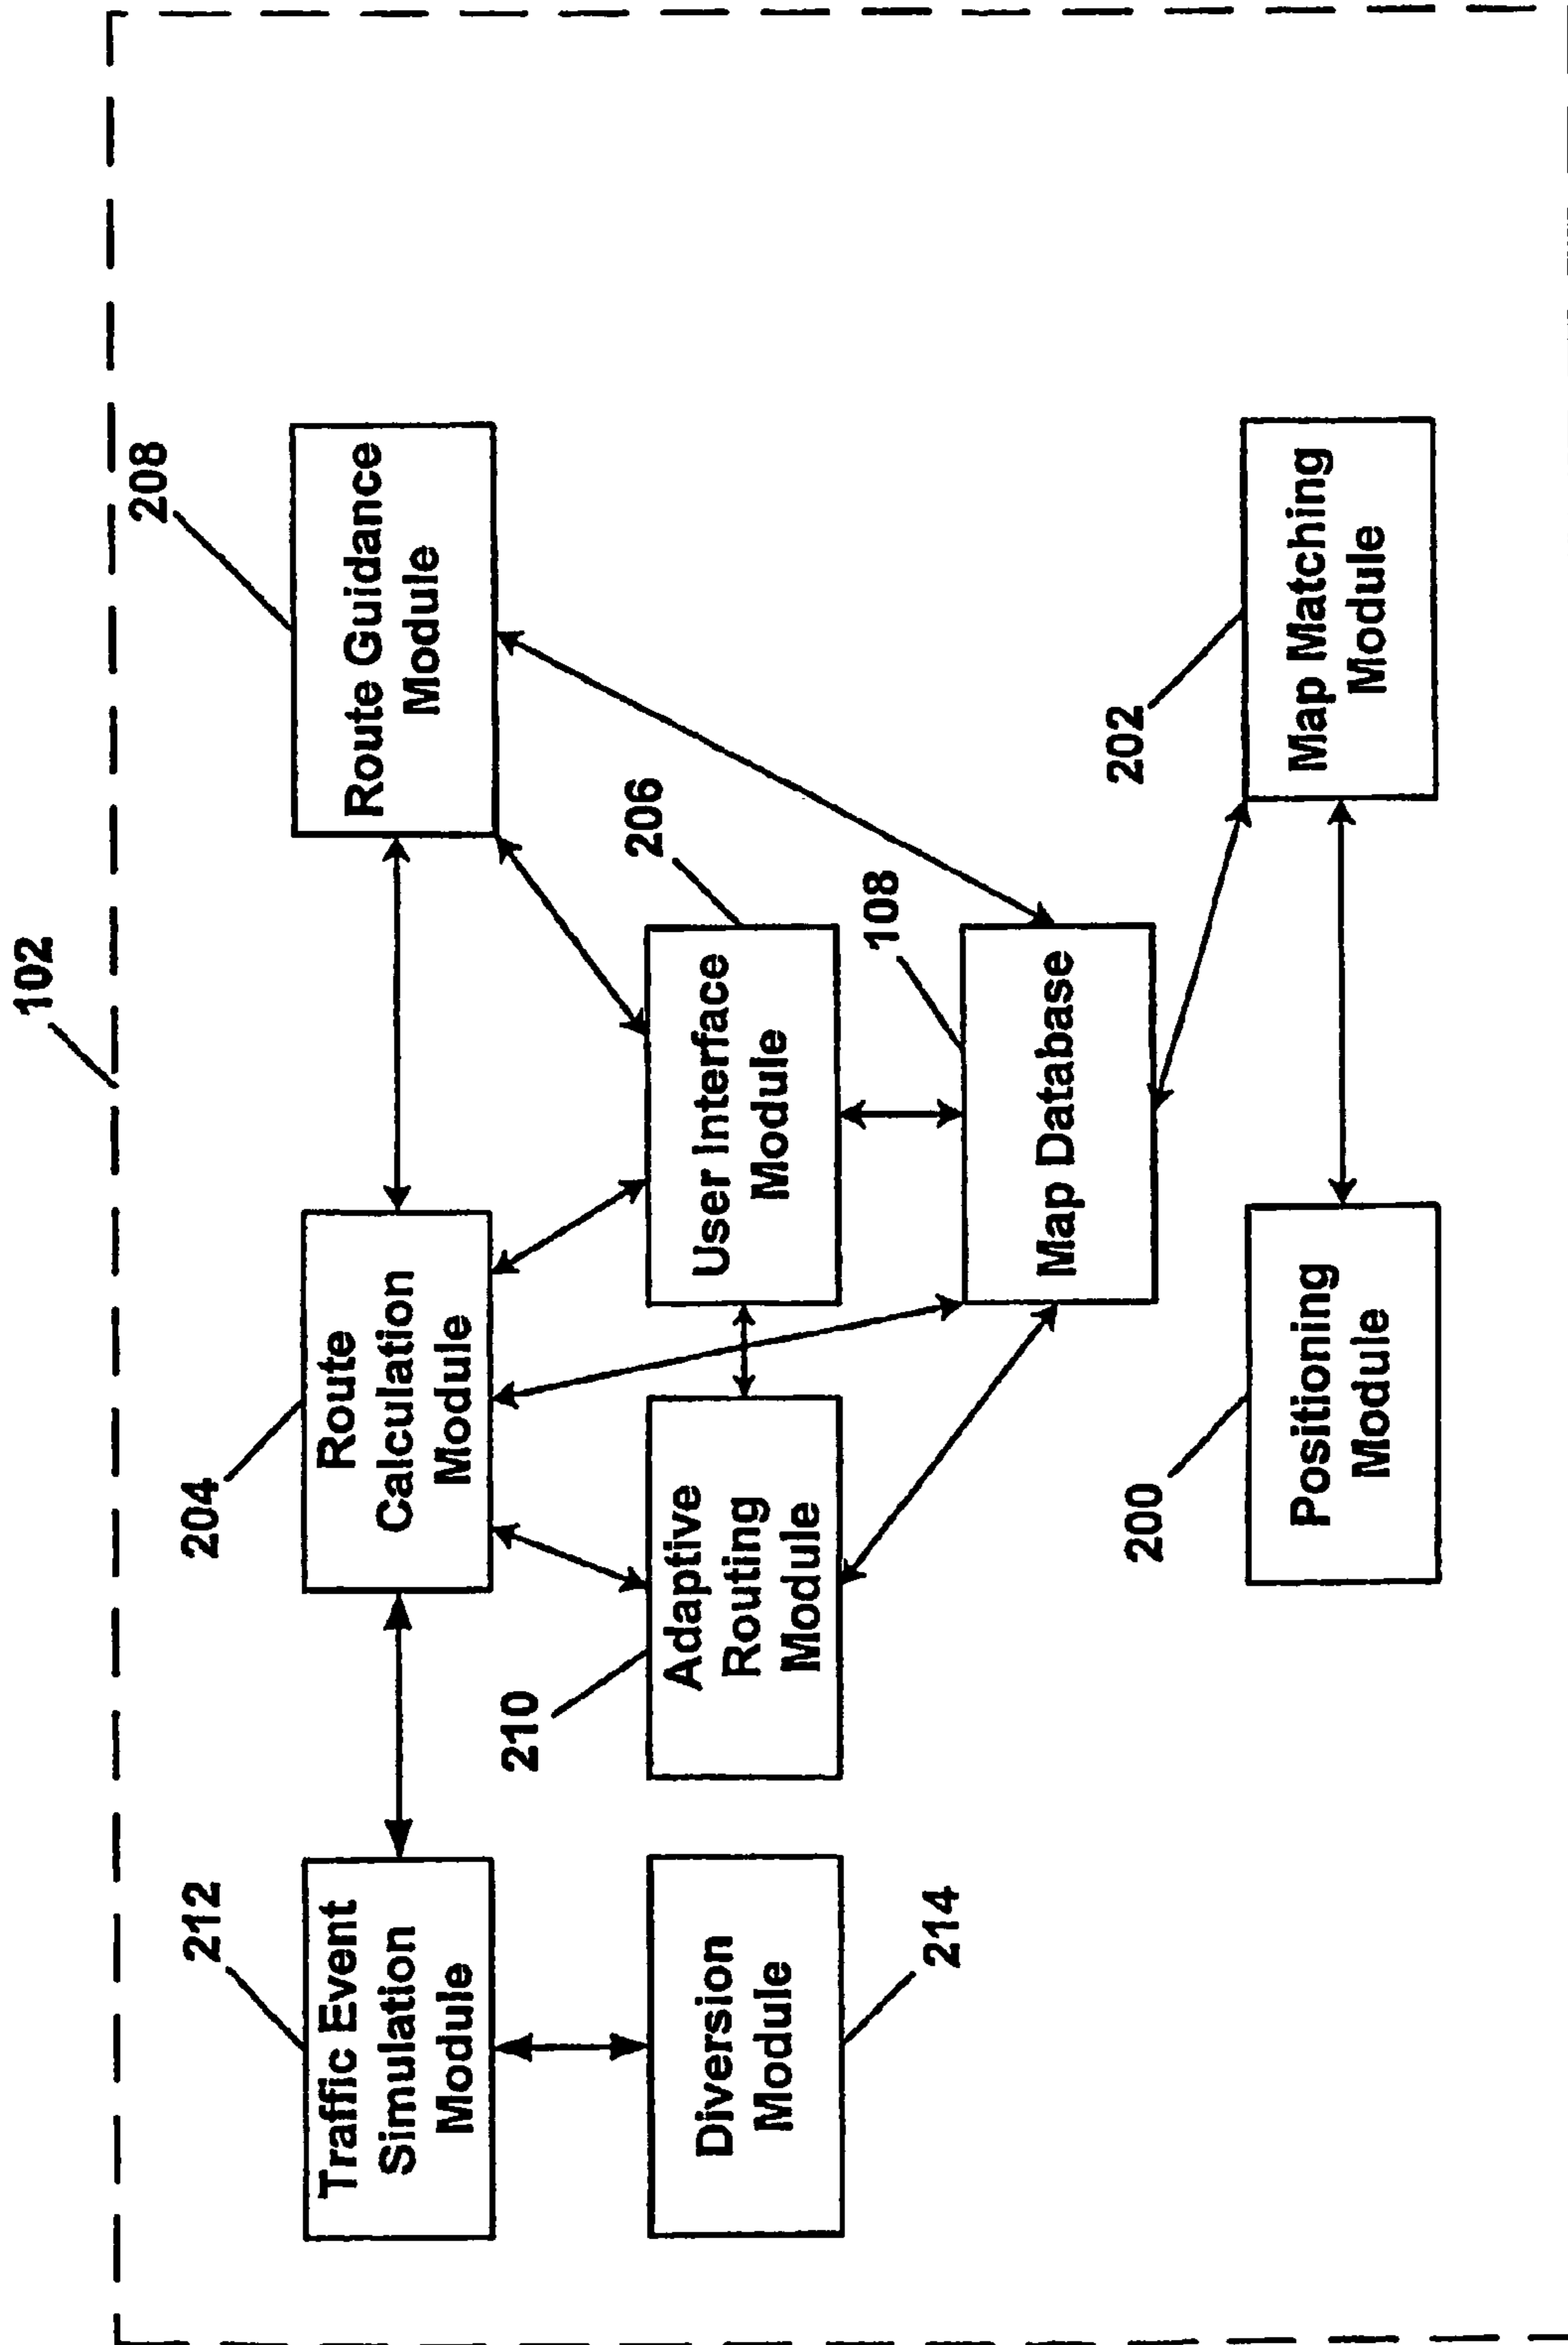 102
212
Traffic Event
Simulation
Module
204
Route
Calculation
Module
208
Route Guidance
Module
214
Diversion
Module
210
Adaptive
Routing
Module
206
User Interface
Module
108
Map Database
200
Positioning
Module
202
Map Matching
Module